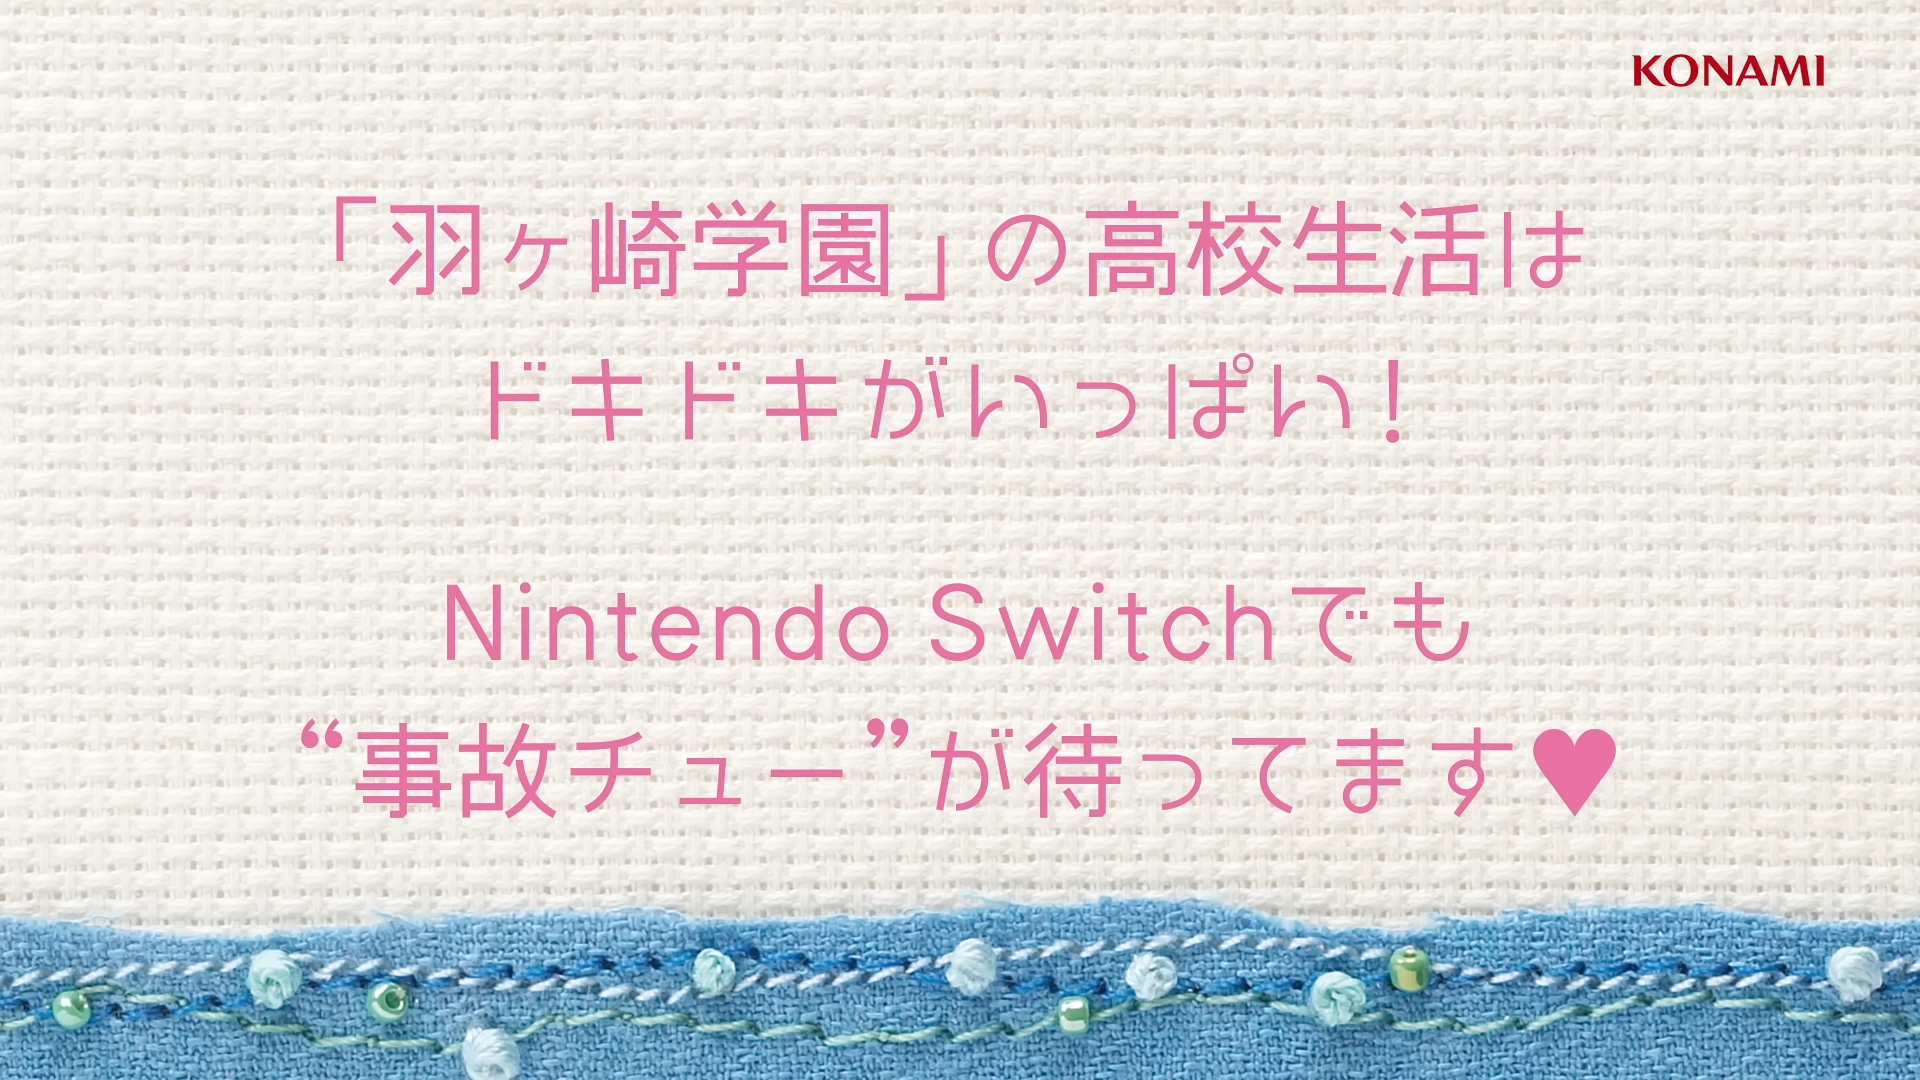 KONAMI
「羽ヶ崎学園」の高校生活は
ドキドキがいっぱい！
Nintendo Switchでも
“事故チュー”が待ってます♥